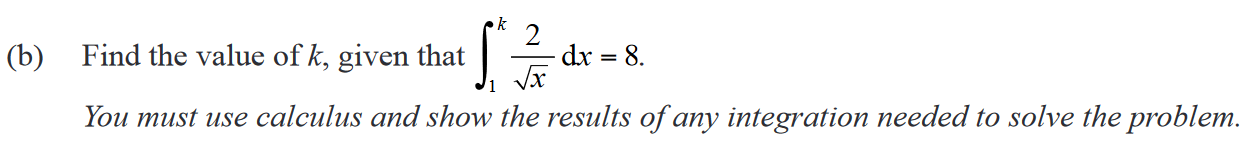 (b) Find the value of k, given that ∫₁ᵏ 2/√x dx = 8.
You must use calculus and show the results of any integration needed to solve the problem.